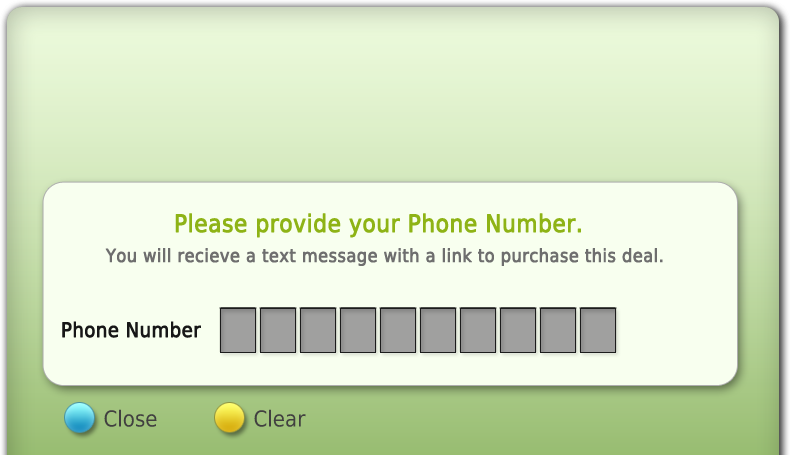 Please provide your Phone Number.
You will recieve a text message with a link to purchase this deal.
Phone Number
Close Clear